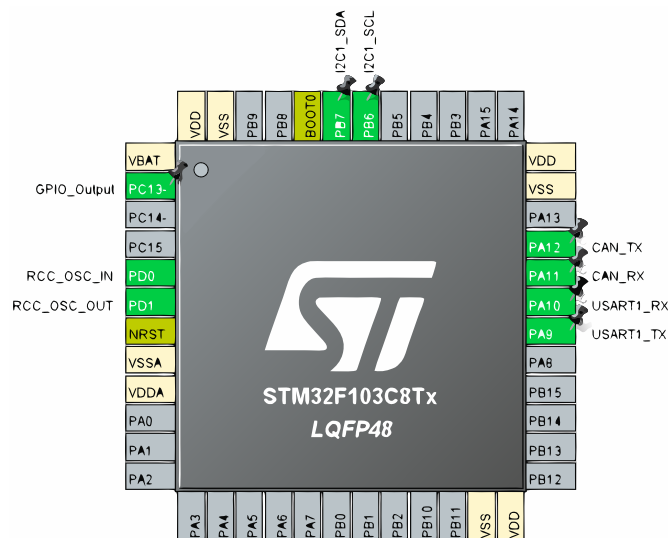 I2C1_SDA
I2C1_SCL
VDD
VSS
PB9
PB8
BOOT0
PB7
PB6
PB5
PB4
PB3
PA15
PA14
VBAT
GPIO_Output PC13-
PC14-
PC15
RCC_OSC_IN PD0
RCC_OSC_OUT PD1
NRST
VSSA
VDDA
PA0
PA1
PA2
VDD
VSS
PA13
PA12 CAN_TX
PA11 CAN_RX
PA10 USART1_RX
PA9 USART1_TX
PA8
PB15
PB14
PB13
PB12
ST
STM32F103C8Tx
LQFP48
PA3
PA4
PA5
PA6
PA7
PB0
PB1
PB2
PB10
PB11
VSS
VDD